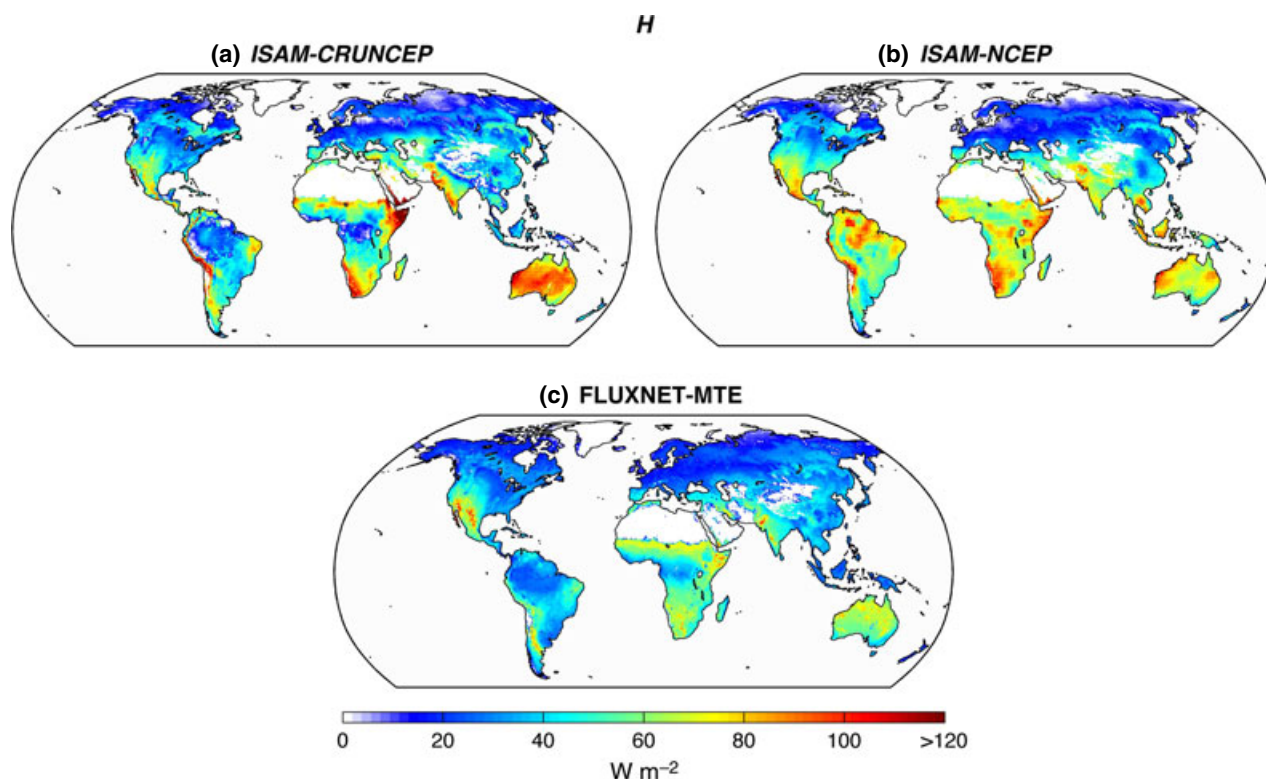 H
(a) ISAM-CRUNCEP
(b) ISAM-NCEP
(c) FLUXNET-MTE
0 20 40 60 80 100 >120
W m⁻²